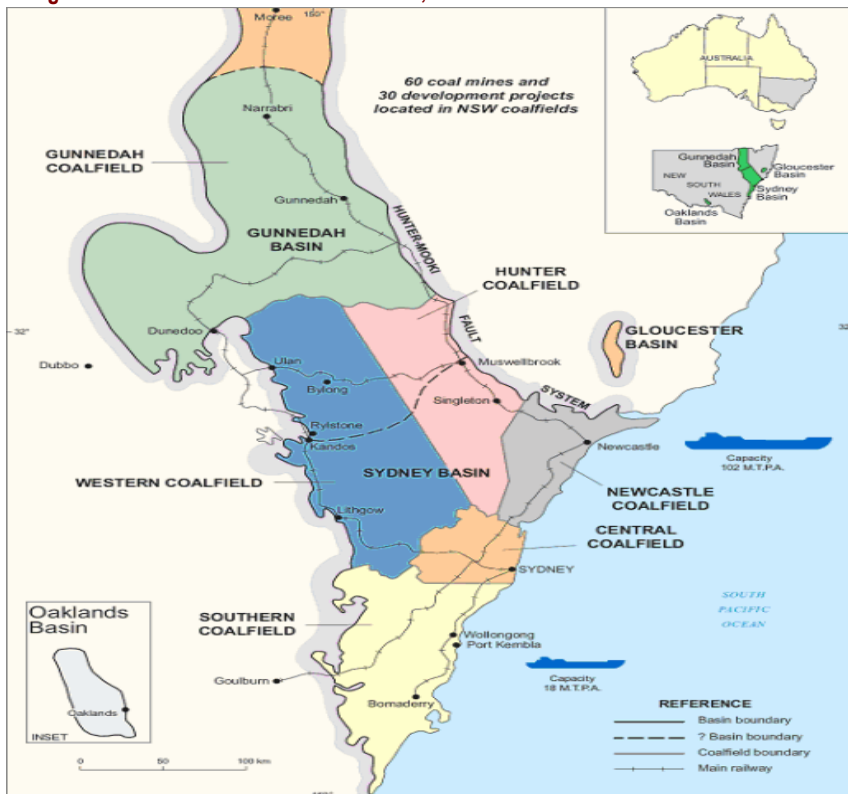 Moree
150°
60 coal mines and
30 development projects
located in NSW coalfields
AUSTRALIA
Narrabri
GUNNEDAH
COALFIELD
Gunnedah
Basin
Gloucester
Basin
NEW
SOUTH
WALES
Sydney
Basin
Oaklands
Basin
Gunnedah
GUNNEDAH
BASIN
HUNTER-MOOKI
FAULT
SYSTEM
HUNTER
COALFIELD
32°
Dunedoo
GLOUCESTER
BASIN
32
Dubbo
Ulan
Muswellbrook
Bylong
Singleton
Rylstone
Kandos
Newcastle
Capacity
102 M.T.P.A.
WESTERN COALFIELD
SYDNEY BASIN
NEWCASTLE
COALFIELD
Lithgow
CENTRAL
COALFIELD
SYDNEY
SOUTH
PACIFIC
OCEAN
Oaklands
Basin
SOUTHERN
COALFIELD
Wollongong
Port Kembla
Goulburn
Capacity
18 M.T.P.A.
Bomaderry
Oaklands
INSET
REFERENCE
Basin boundary
? Basin boundary
Coalfield boundary
Main railway
0
50
100 km